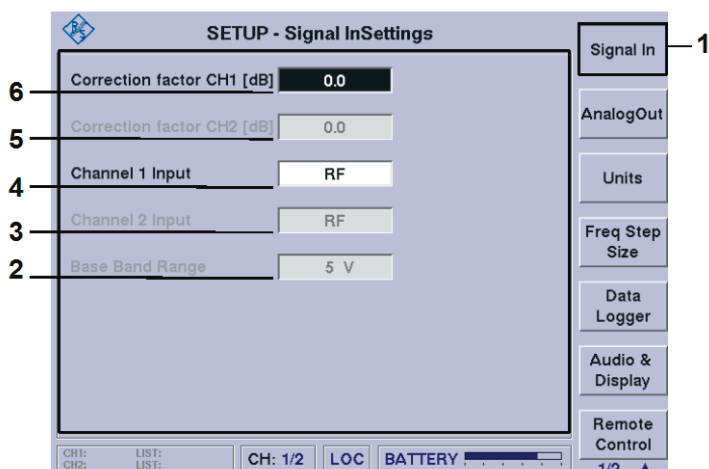 SETUP - Signal InSettings
Signal In
1
Correction factor CH1 [dB]
0.0
6
AnalogOut
Correction factor CH2 [dB]
0.0
5
Channel 1 Input
RF
Units
4
Channel 2 Input
RF
3
Freq Step
Size
Base Band Range
5 V
2
Data
Logger
Audio &
Display
Remote
Control
CH1: LIST:
CH2: LIST:
CH: 1/2
LOC
BATTERY
1/2